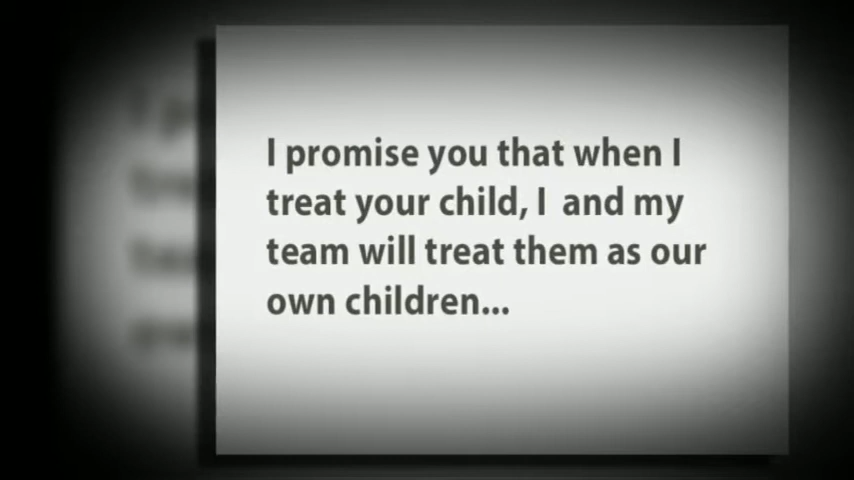 I promise you that when I
treat your child, I  and my
team will treat them as our
own children...